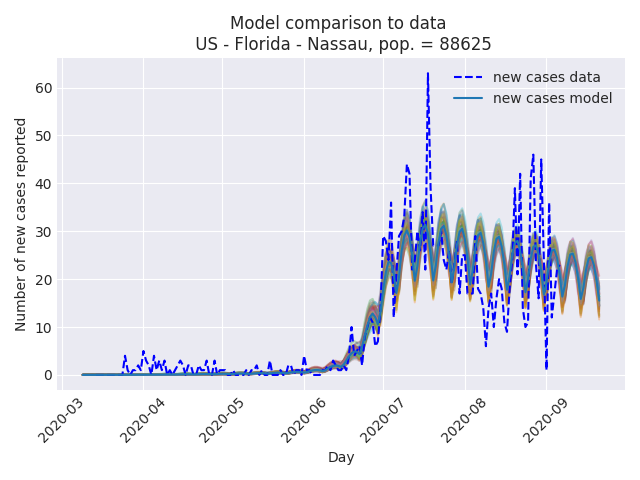 Model comparison to data
US - Florida - Nassau, pop. = 88625
new cases data
new cases model
Number of new cases reported
60
50
40
30
20
10
0
2020-03
2020-04
2020-05
2020-06
2020-07
2020-08
2020-09
Day